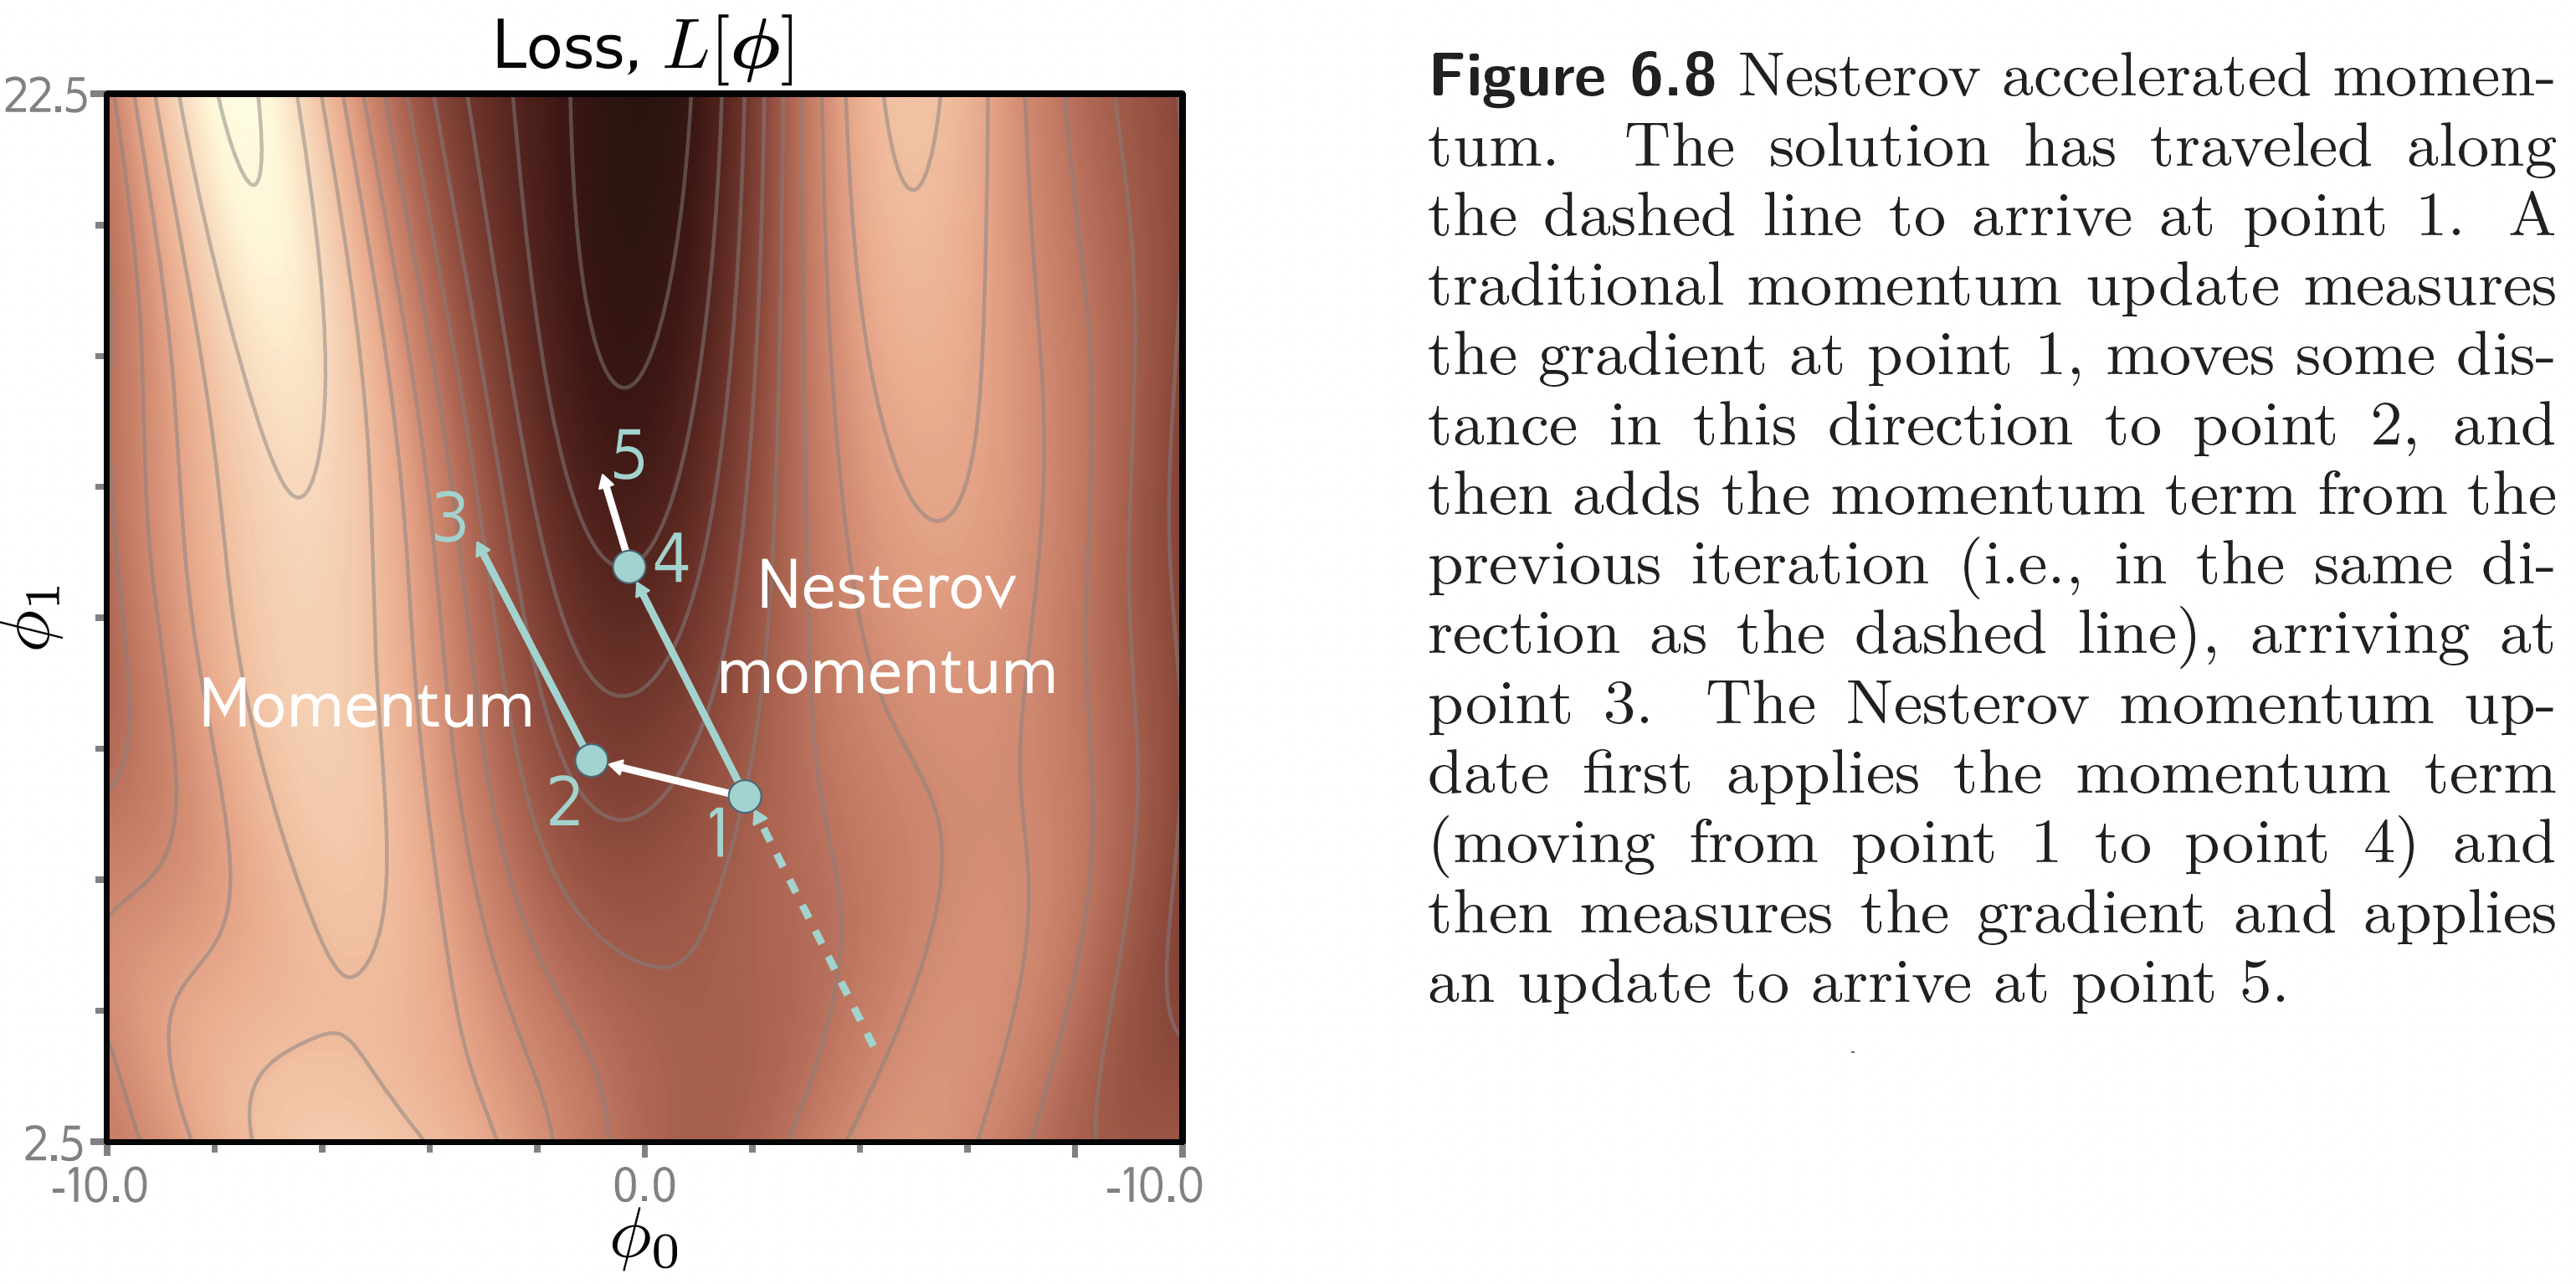 Loss, L[ϕ]
22.5
5
3
4
Nesterov
momentum
Momentum
2
1
ϕ1
2.5
-10.0 0.0 -10.0
ϕ0
Figure 6.8 Nesterov accelerated momen-
tum. The solution has traveled along
the dashed line to arrive at point 1. A
traditional momentum update measures
the gradient at point 1, moves some dis-
tance in this direction to point 2, and
then adds the momentum term from the
previous iteration (i.e., in the same di-
rection as the dashed line), arriving at
point 3. The Nesterov momentum up-
date first applies the momentum term
(moving from point 1 to point 4) and
then measures the gradient and applies
an update to arrive at point 5.